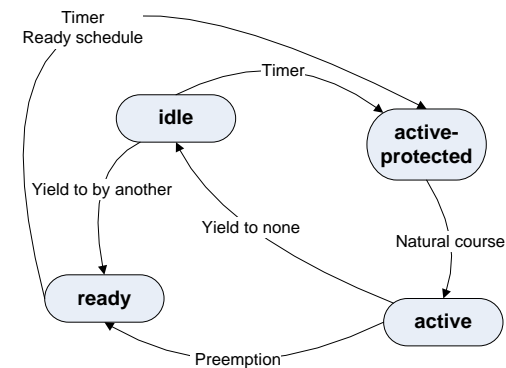 Timer
Ready schedule
Timer
idle
active-
protected
Yield to by another
Yield to none
Natural course
ready
active
Preemption